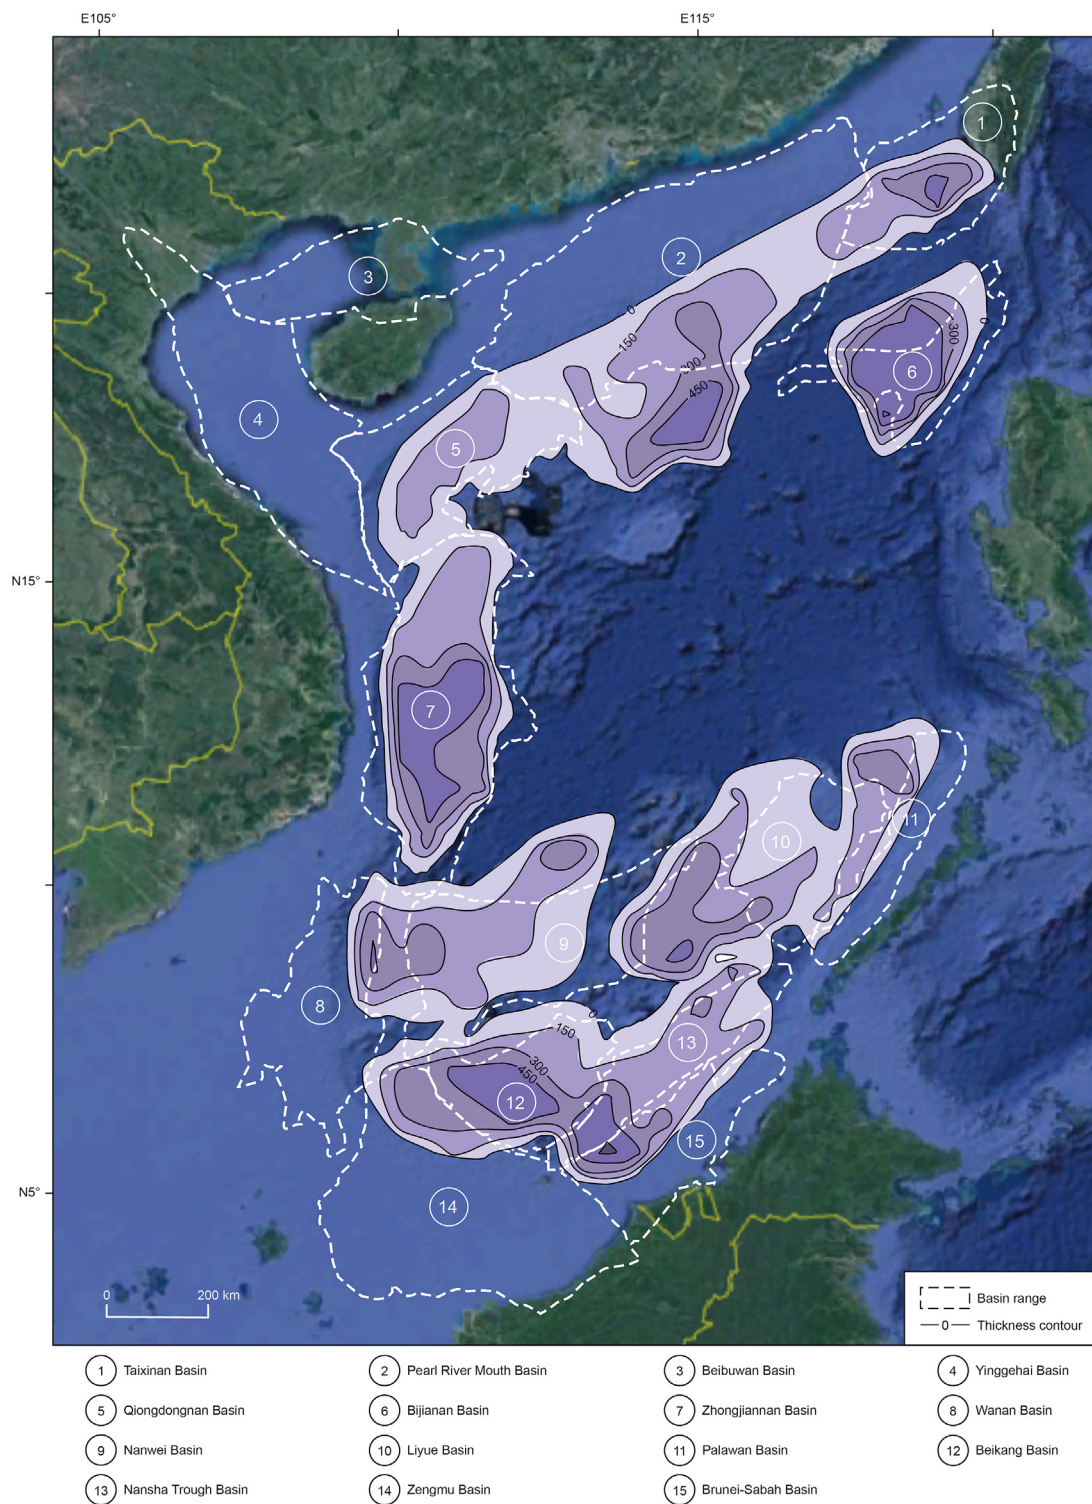 E105° E115°
1
2
3
0
150
300
450
0
300
6
4
5
N15°
7
11
10
9
8
0
150
300
450
13
12
15
N5°
14
0 200 km
Basin range
0 Thickness contour
1 Taixinan Basin 2 Pearl River Mouth Basin 3 Beibuwan Basin 4 Yinggehai Basin
5 Qiongdongnan Basin 6 Bijianan Basin 7 Zhongjiannan Basin 8 Wanan Basin
9 Nanwei Basin 10 Liyue Basin 11 Palawan Basin 12 Beikang Basin
13 Nansha Trough Basin 14 Zengmu Basin 15 Brunei-Sabah Basin